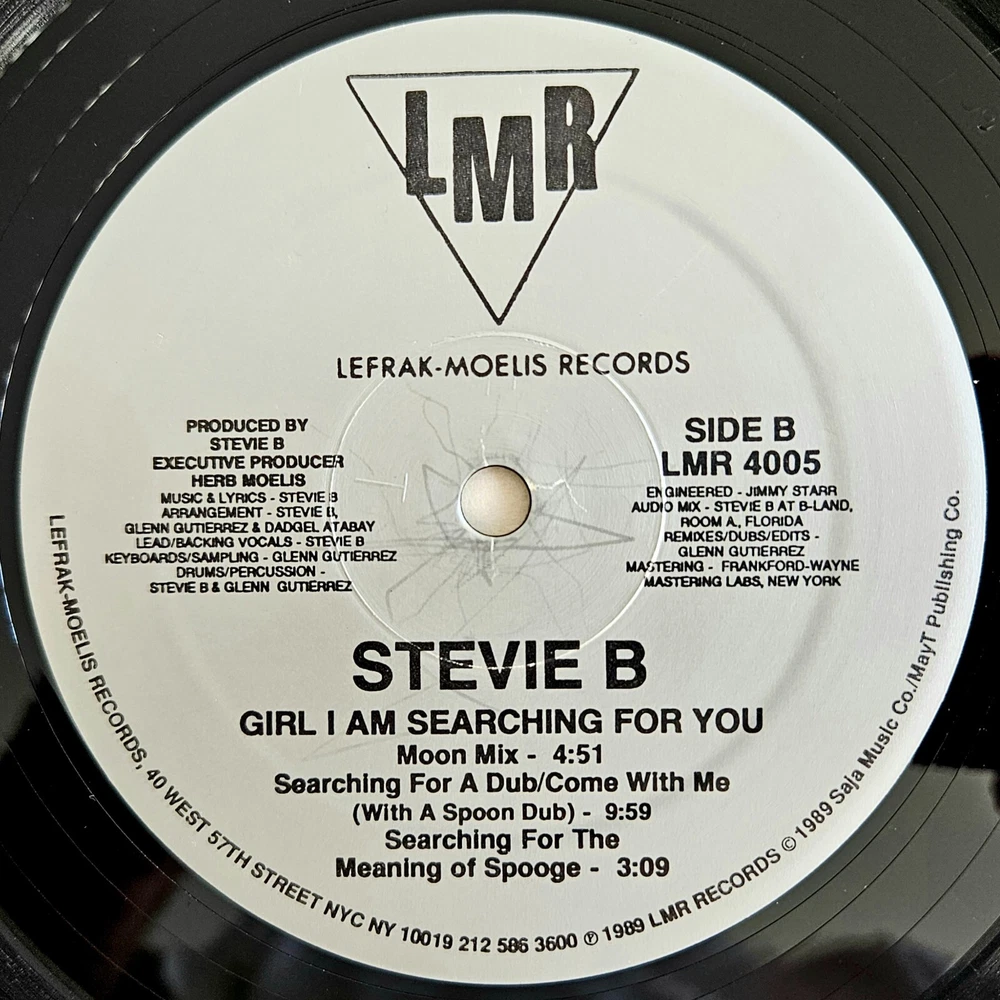 LMR
LEFRAK-MOELIS RECORDS
PRODUCED BY
STEVIE B
EXECUTIVE PRODUCER
HERB MOELIS
MUSIC & LYRICS - STEVIE B
ARRANGEMENT - STEVIE B,
GLENN GUTIERREZ & DADGEL ATABAY
LEAD/BACKING VOCALS - STEVIE B
KEYBOARDS/SAMPLING - GLENN GUTIERREZ
DRUMS/PERCUSSION -
STEVIE B & GLENN GUTIERREZ
SIDE B
LMR 4005
ENGINEERED - JIMMY STARR
AUDIO MIX - STEVIE B AT B-LAND,
ROOM A., FLORIDA
REMIXES/DUBS/EDITS -
GLENN GUTIERREZ
MASTERING - FRANKFORD-WAYNE
MASTERING LABS, NEW YORK
STEVIE B
GIRL I AM SEARCHING FOR YOU
Moon Mix - 4:51
Searching For A Dub/Come With Me
(With A Spoon Dub) - 9:59
Searching For The
Meaning of Spooge - 3:09
LEFRAK-MOELIS RECORDS, 40 WEST 57TH STREET NYC NY 10019 212 586 3600 ℗ 1989 LMR RECORDS © 1989 Saja Music Co./MayT Publishing Co.